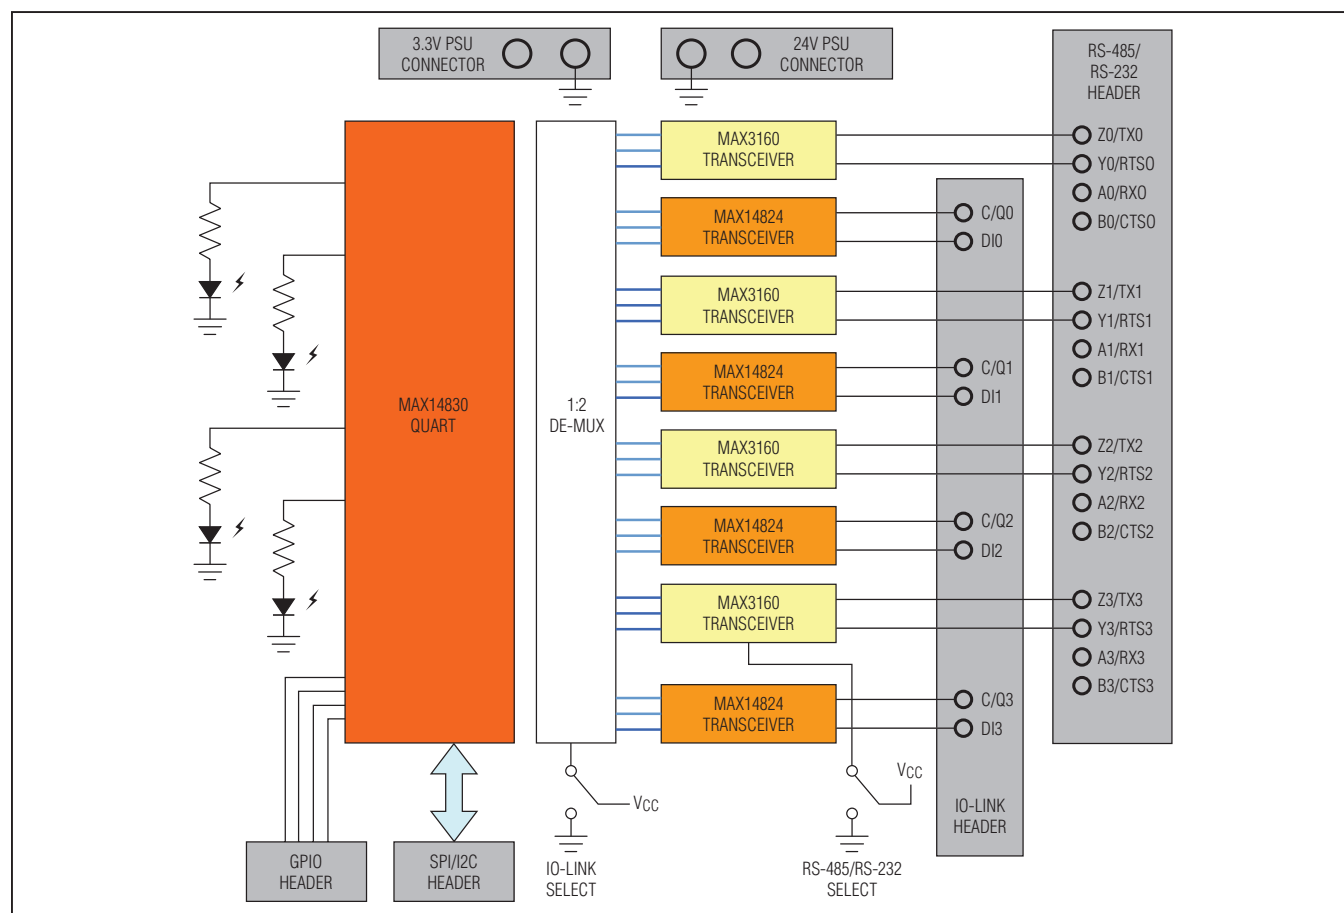 3.3V PSU
CONNECTOR
24V PSU
CONNECTOR
RS-485/
RS-232
HEADER
MAX14830
QUART
1:2
DE-MUX
MAX3160
TRANSCEIVER
Z0/TX0
Y0/RTSO
A0/RXO
B0/CTSO
MAX14824
TRANSCEIVER
C/Q0
DI0
MAX3160
TRANSCEIVER
Z1/TX1
Y1/RTS1
A1/RX1
B1/CTS1
MAX14824
TRANSCEIVER
C/Q1
DI1
MAX3160
TRANSCEIVER
Z2/TX2
Y2/RTS2
A2/RX2
B2/CTS2
MAX14824
TRANSCEIVER
C/Q2
DI2
MAX3160
TRANSCEIVER
Z3/TX3
Y3/RTS3
A3/RX3
B3/CTS3
MAX14824
TRANSCEIVER
C/Q3
DI3
VCC
VCC
IO-LINK
HEADER
GPIO
HEADER
SPI/I2C
HEADER
IO-LINK
SELECT
RS-485/RS-232
SELECT